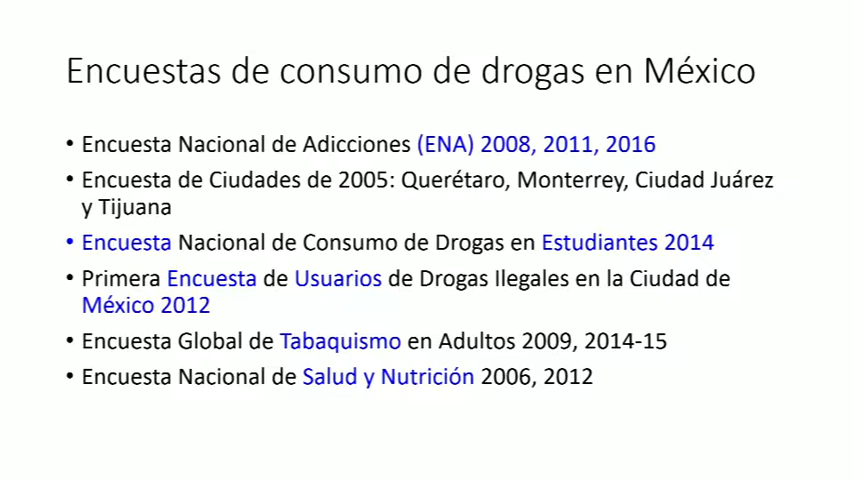 Encuestas de consumo de drogas en México
• Encuesta Nacional de Adicciones (ENA) 2008, 2011, 2016
• Encuesta de Ciudades de 2005: Querétaro, Monterrey, Ciudad Juárez
y Tijuana
• Encuesta Nacional de Consumo de Drogas en Estudiantes 2014
• Primera Encuesta de Usuarios de Drogas Ilegales en la Ciudad de
México 2012
• Encuesta Global de Tabaquismo en Adultos 2009, 2014-15
• Encuesta Nacional de Salud y Nutrición 2006, 2012